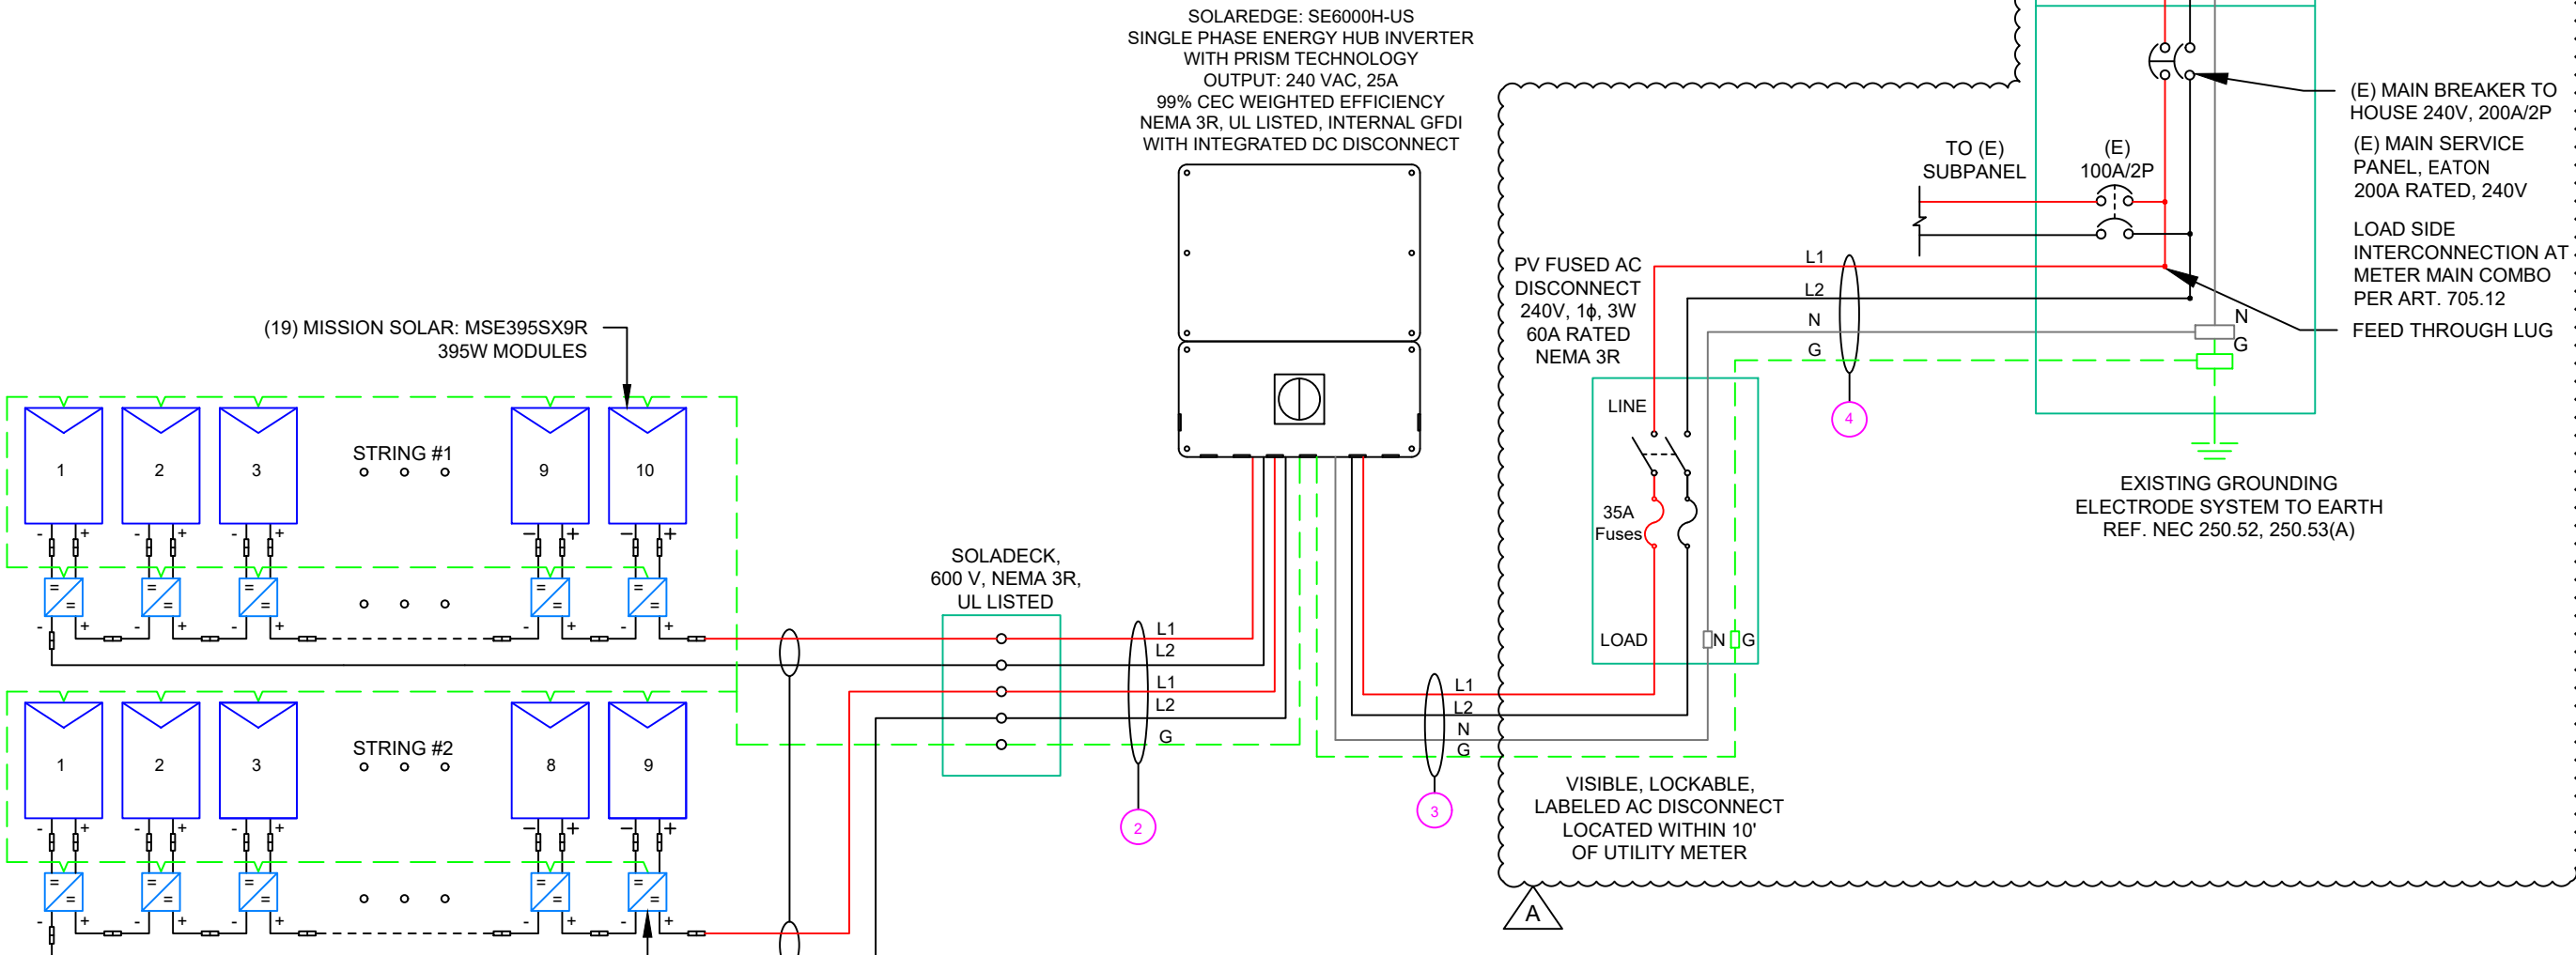 SOLAREDGE: SE6000H-US
SINGLE PHASE ENERGY HUB INVERTER
WITH PRISM TECHNOLOGY
OUTPUT: 240 VAC, 25A
99% CEC WEIGHTED EFFICIENCY
NEMA 3R, UL LISTED, INTERNAL GFDI
WITH INTEGRATED DC DISCONNECT
(E) MAIN BREAKER TO
HOUSE 240V, 200A/2P
(E) MAIN SERVICE
PANEL, EATON
200A RATED, 240V
LOAD SIDE
INTERCONNECTION AT
METER MAIN COMBO
PER ART. 705.12
FEED THROUGH LUG
TO (E)
SUBPANEL
(E)
100A/2P
PV FUSED AC
DISCONNECT
240V, 1ϕ, 3W
60A RATED
NEMA 3R
L1
L2
N
G
4
N
G
EXISTING GROUNDING
ELECTRODE SYSTEM TO EARTH
REF. NEC 250.52, 250.53(A)
LINE
35A
Fuses
LOAD
N G
(19) MISSION SOLAR: MSE395SX9R
395W MODULES
1 2 3 STRING #1 9 10
- + - + - + - + - +
= = = = = = = = = =
- + - + - + - + - +
SOLADECK,
600 V, NEMA 3R,
UL LISTED
L1
L2
L1
L2
G
2
L1
L2
N
G
3
1 2 3 STRING #2 8 9
- + - + - + - + - +
= = = = = = = = = =
- + - + - + - + - +
VISIBLE, LOCKABLE,
LABELED AC DISCONNECT
LOCATED WITHIN 10'
OF UTILITY METER
A